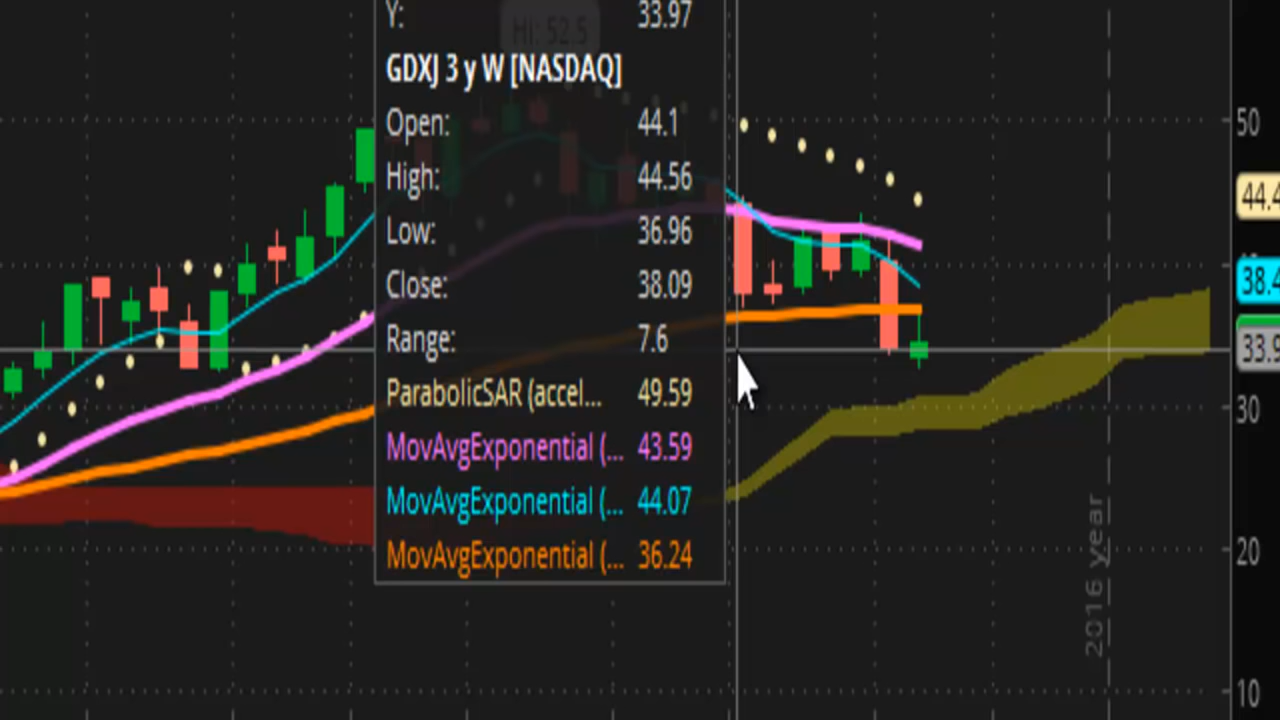 Y: 33.97
Hi: 52.5
GDXJ 3 y W [NASDAQ]
Open: 44.1
High: 44.56
Low: 36.96
Close: 38.09
Range: 7.6
ParabolicSAR (accel... 49.59
MovAvgExponential (... 43.59
MovAvgExponential (... 44.07
MovAvgExponential (... 36.24
50
44.4
38.4
33.9
30
20
10
2016 year